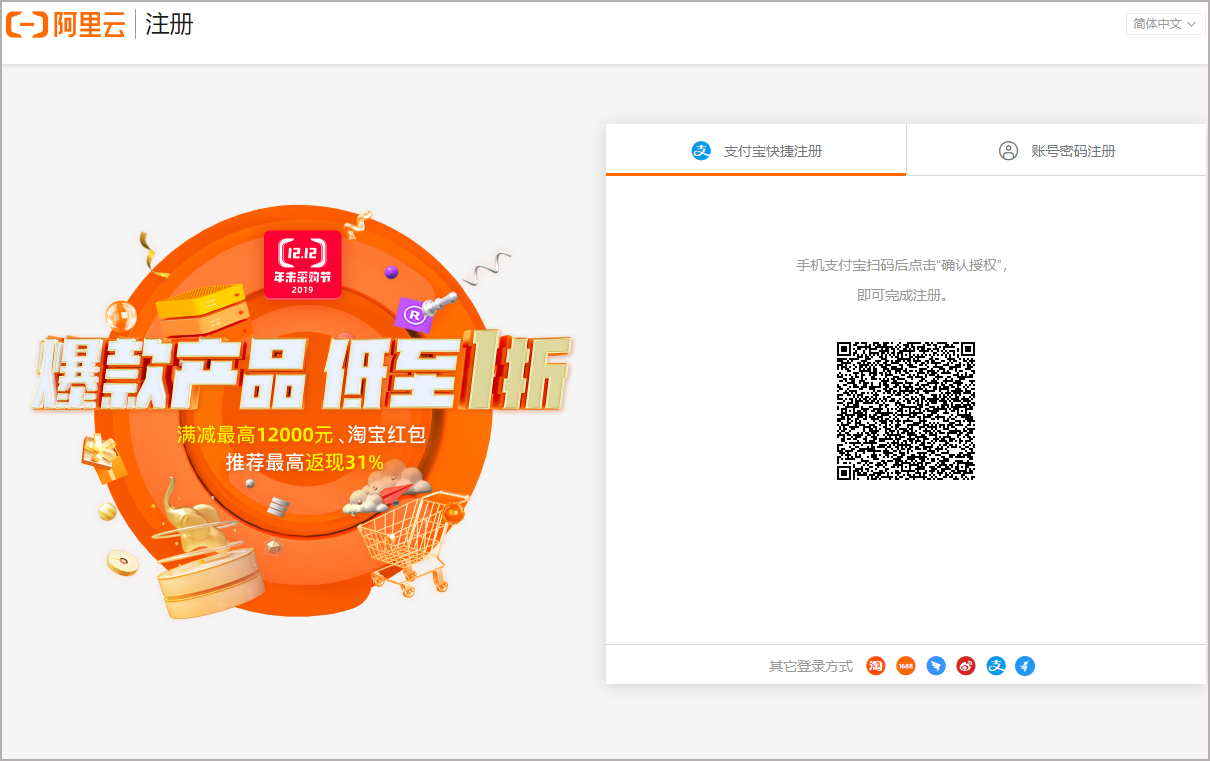 阿里云
注册
简体中文
支付宝快捷注册
账号密码注册
12.12
年末采购节
2019
R
爆款产品 低至1折
满减最高12000元、淘宝红包
推荐最高返现31%
手机支付宝扫码后点击“确认授权”，
即可完成注册。
其它登录方式
淘
1688
支